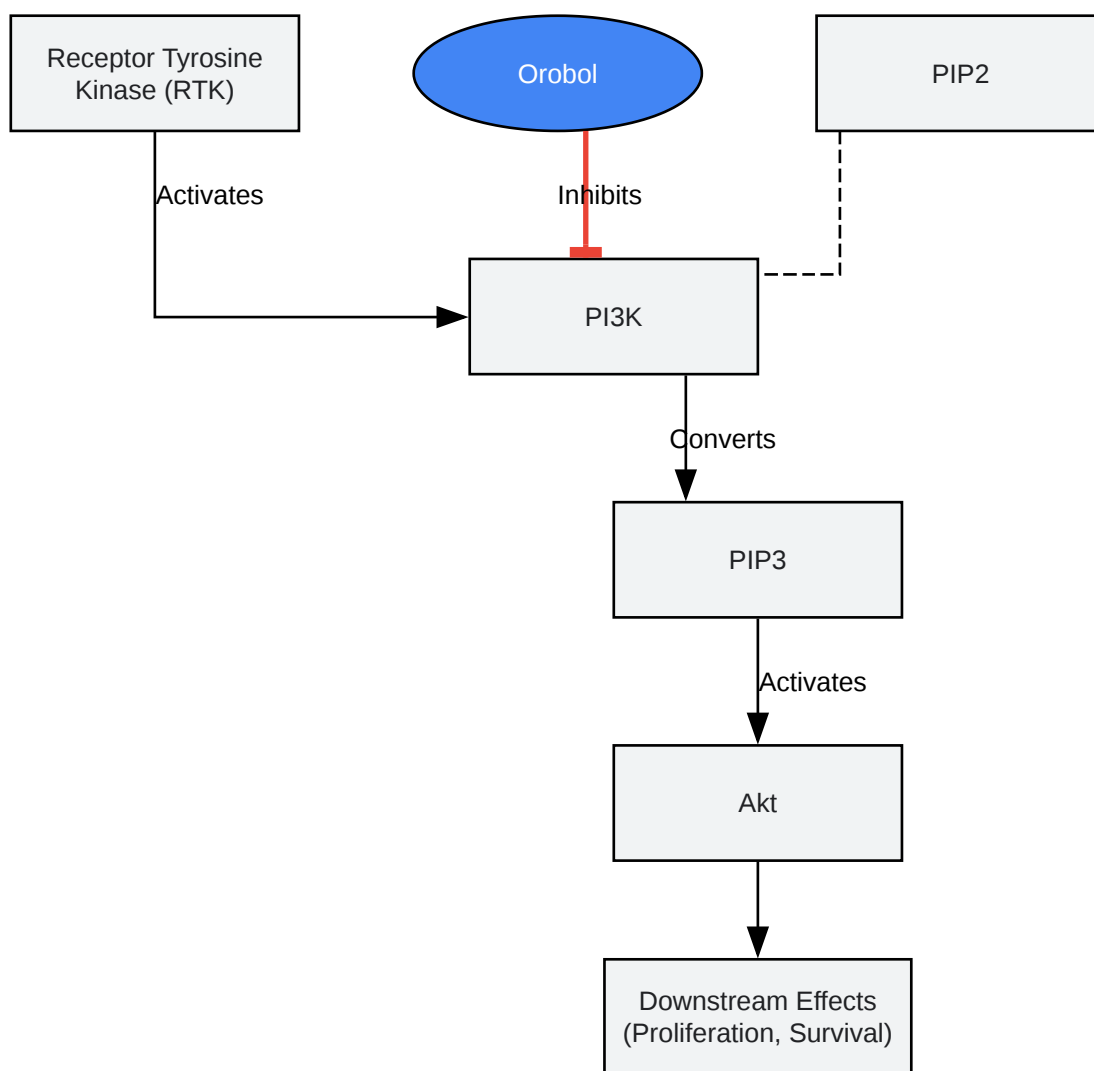 Receptor Tyrosine
Kinase (RTK)
Orobol
PIP2
Activates
Inhibits
PI3K
Converts
PIP3
Activates
Akt
Downstream Effects
(Proliferation, Survival)